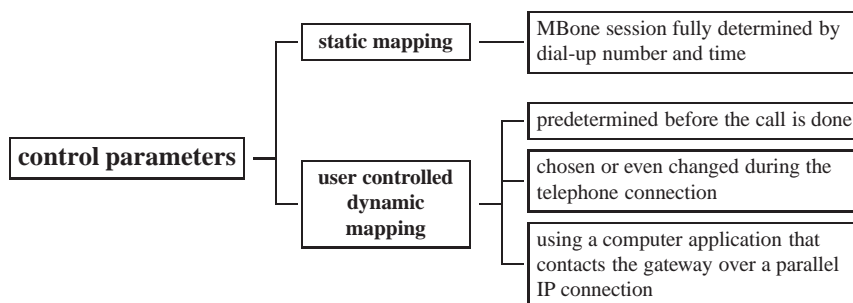 control parameters
static mapping
MBone session fully determined by
dial-up number and time
user controlled
dynamic
mapping
predetermined before the call is done
chosen or even changed during the
telephone connection
using a computer application that
contacts the gateway over a parallel
IP connection